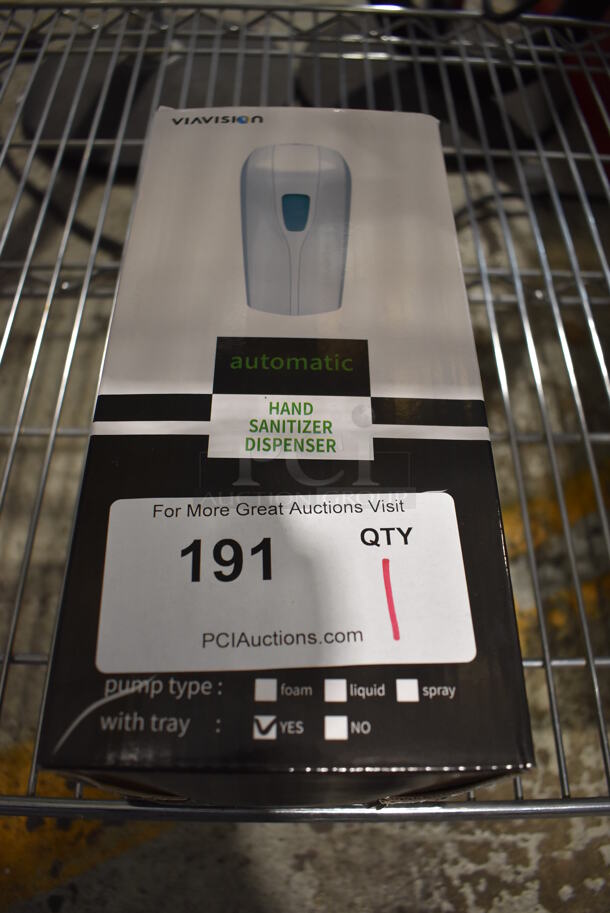 VIAVISION
automatic
HAND
SANITIZER
DISPENSER
PCI
AUCTION GROUP
For More Great Auctions Visit
191 QTY
1
PCIAuctions.com
pump type : foam liquid spray
with tray : YES NO